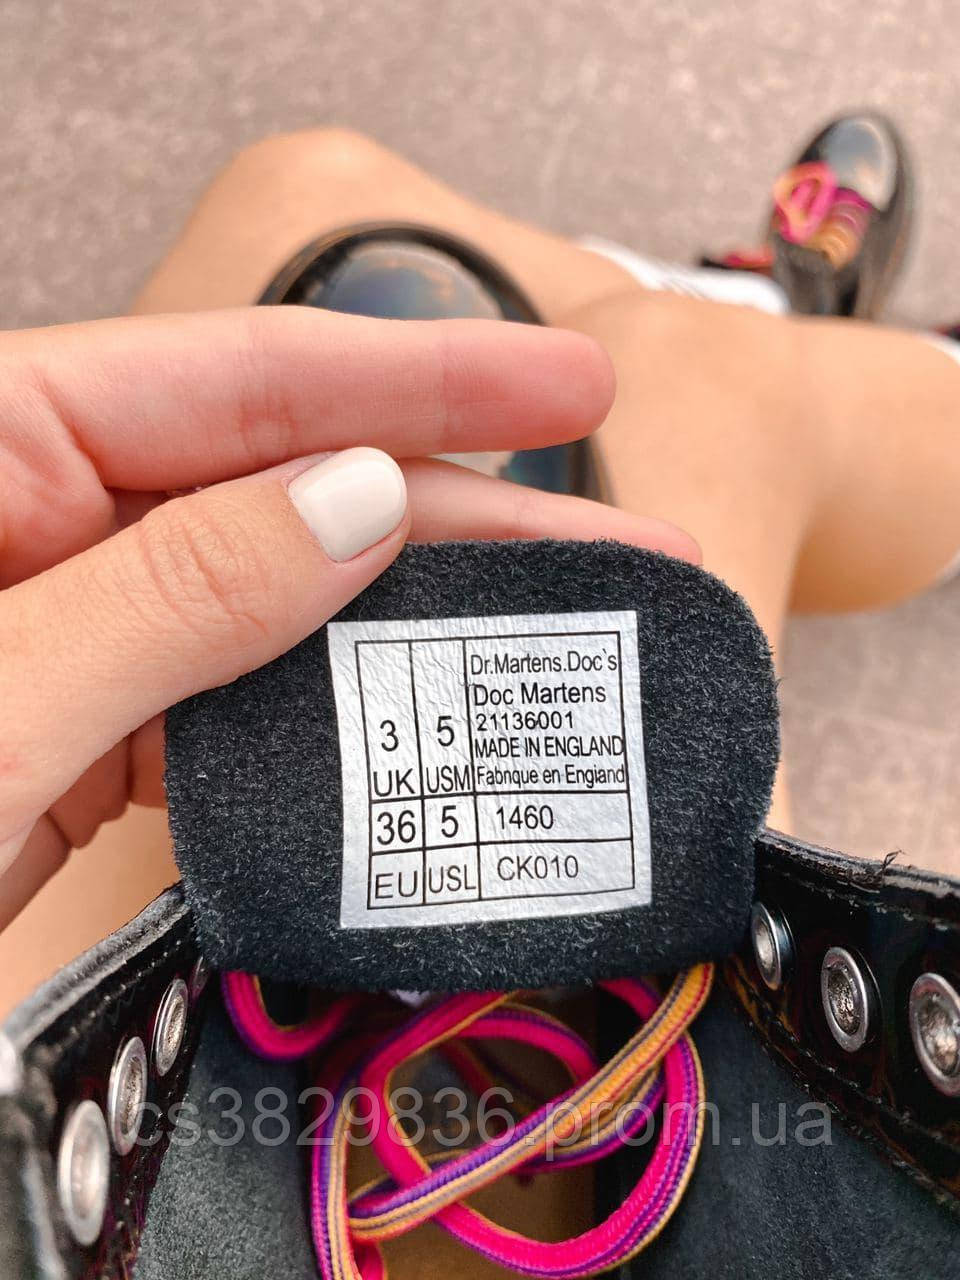 3
UK
5
USM
Dr.Martens.Doc`s
Doc Martens
21136001
MADE IN ENGLAND
Fabnque en Engiand
36
EU
5
USL
1460
CK010
cs3829836.prom.ua